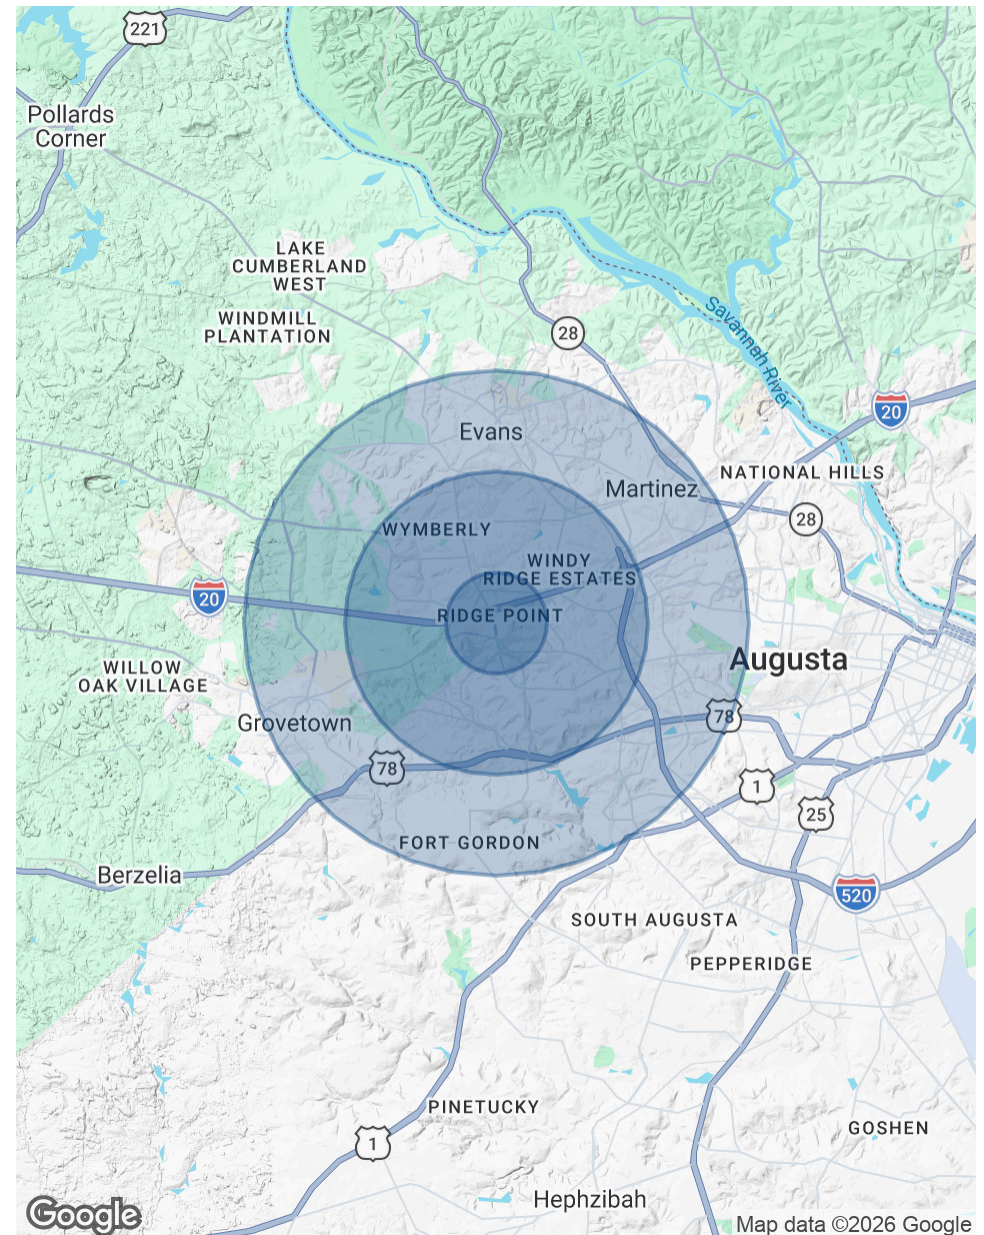 221
Pollards
Corner
LAKE
CUMBERLAND
WEST
WINDMILL
PLANTATION
28
Savannah River
20
Evans
NATIONAL HILLS
Martinez
28
WYMBERLY
WINDY
RIDGE ESTATES
20
RIDGE POINT
WILLOW
OAK VILLAGE
Augusta
Grovetown
78
78
1
25
FORT GORDON
Berzelia
520
SOUTH AUGUSTA
PEPPERIDGE
PINETUCKY
GOSHEN
1
Hephzibah
Google
Map data ©2026 Google